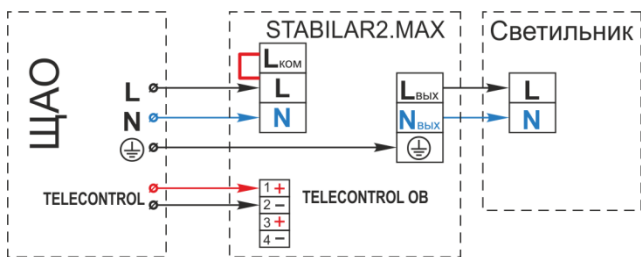 STABILAR2.MAX
Светильник
ЩАО
Lком
L
L
Lвых
L
N
N
Nвых
N
TELECONTROL
1 +
2 –
3 +
4 –
TELECONTROL OB